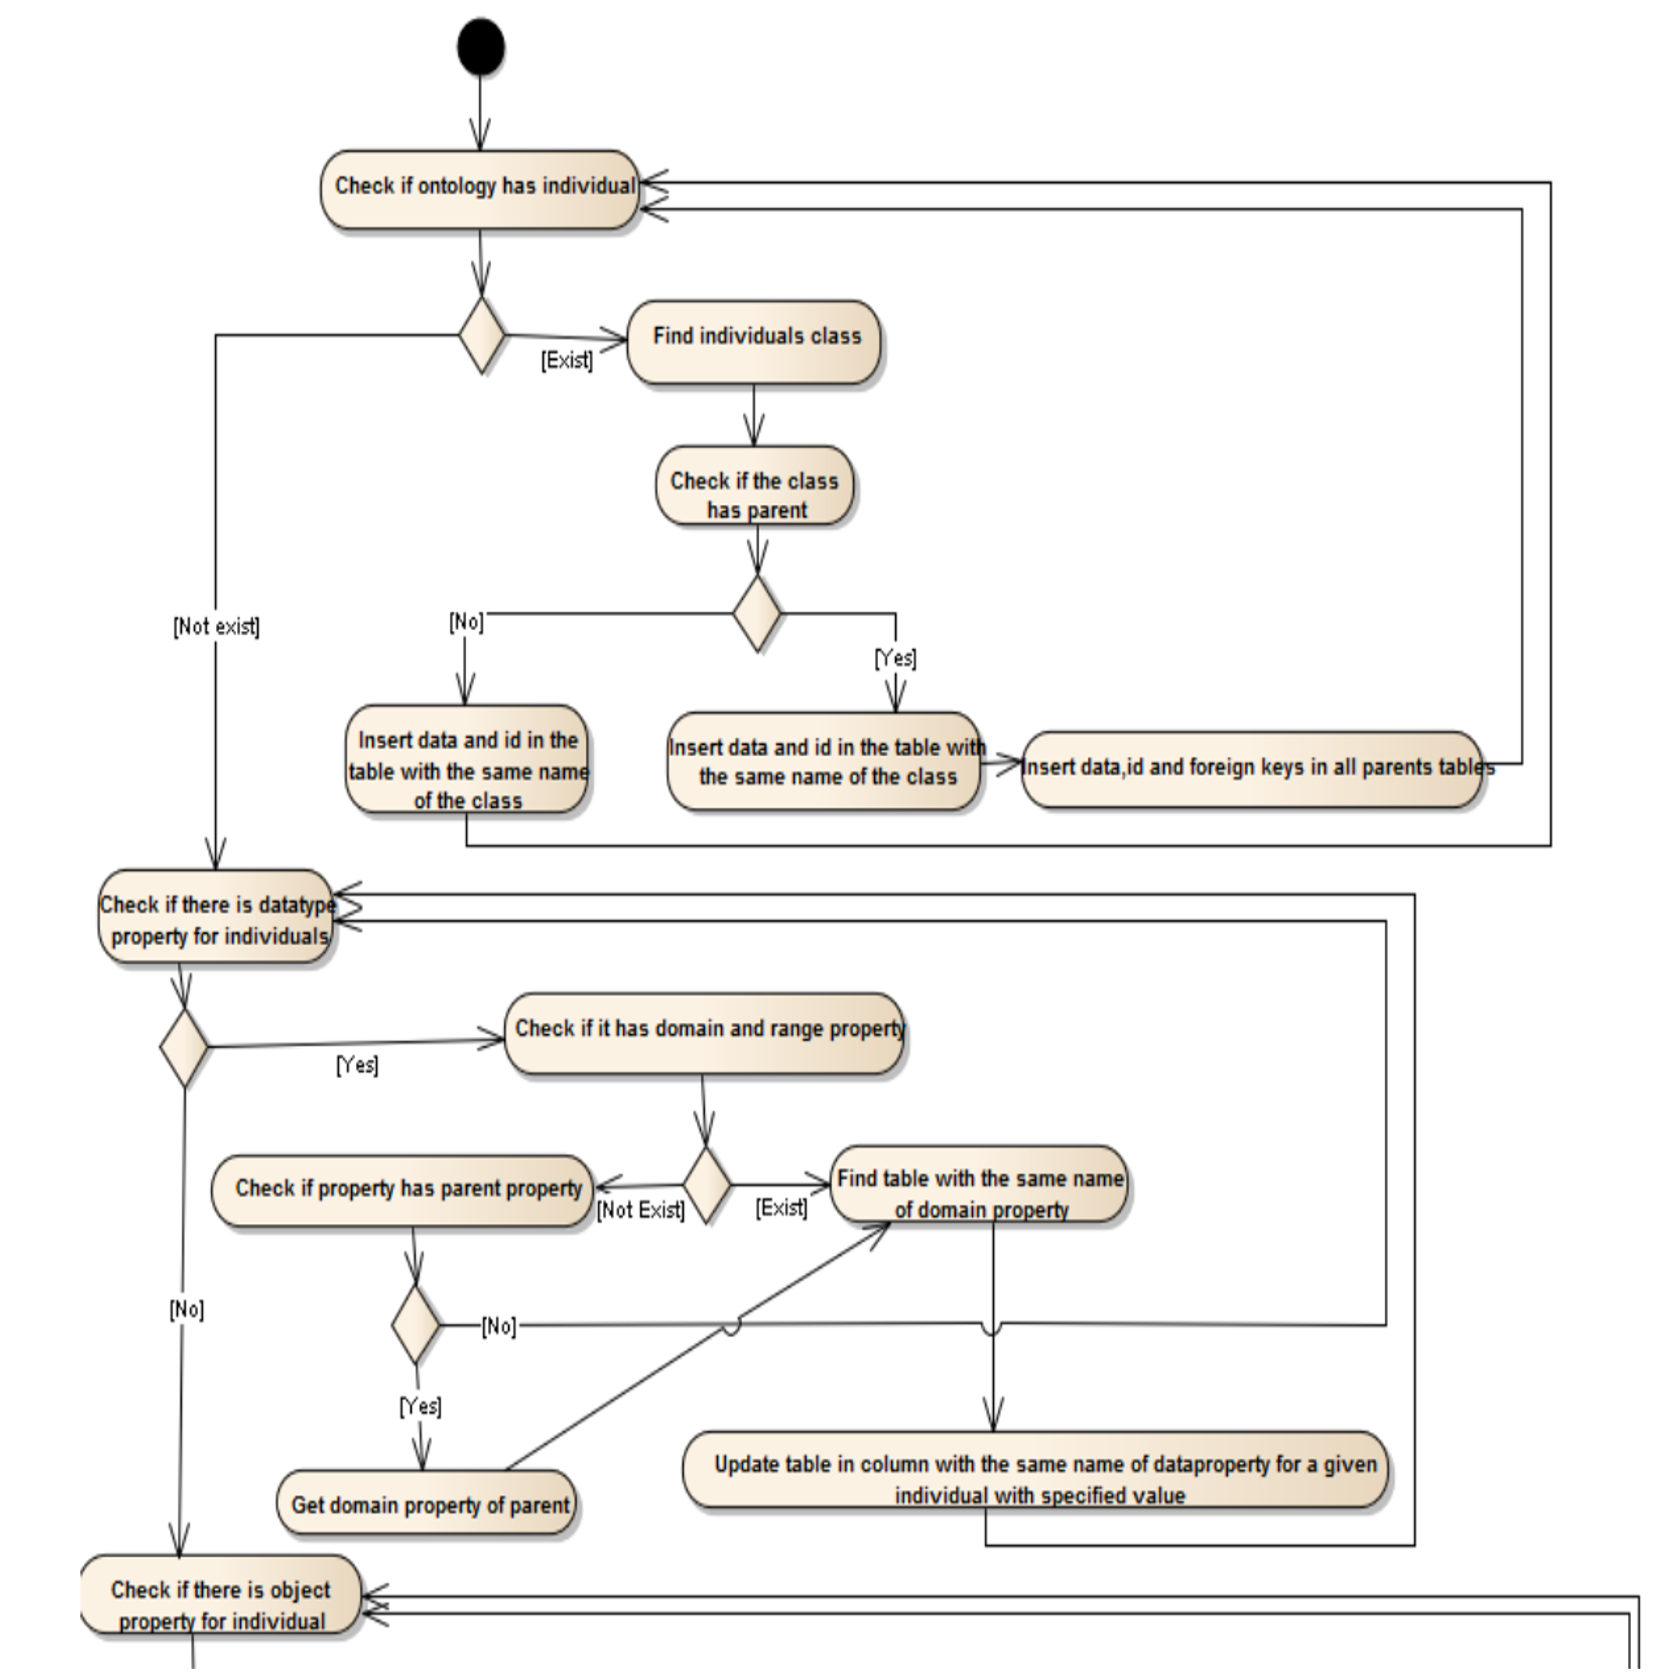 Check if ontology has individual
Find individuals class
[Exist]
Check if the class
has parent
[Not exist]
[No]
[Yes]
Insert data and id in the
table with the same name
of the class
Insert data and id in the table with
the same name of the class
Insert data,id and foreign keys in all parents tables
Check if there is datatype
property for individuals
Check if it has domain and range property
[Yes]
Check if property has parent property
[Not Exist]
[Exist]
Find table with the same name
of domain property
[No]
[No]
[Yes]
Update table in column with the same name of dataproperty for a given
individual with specified value
Get domain property of parent
Check if there is object
property for individual